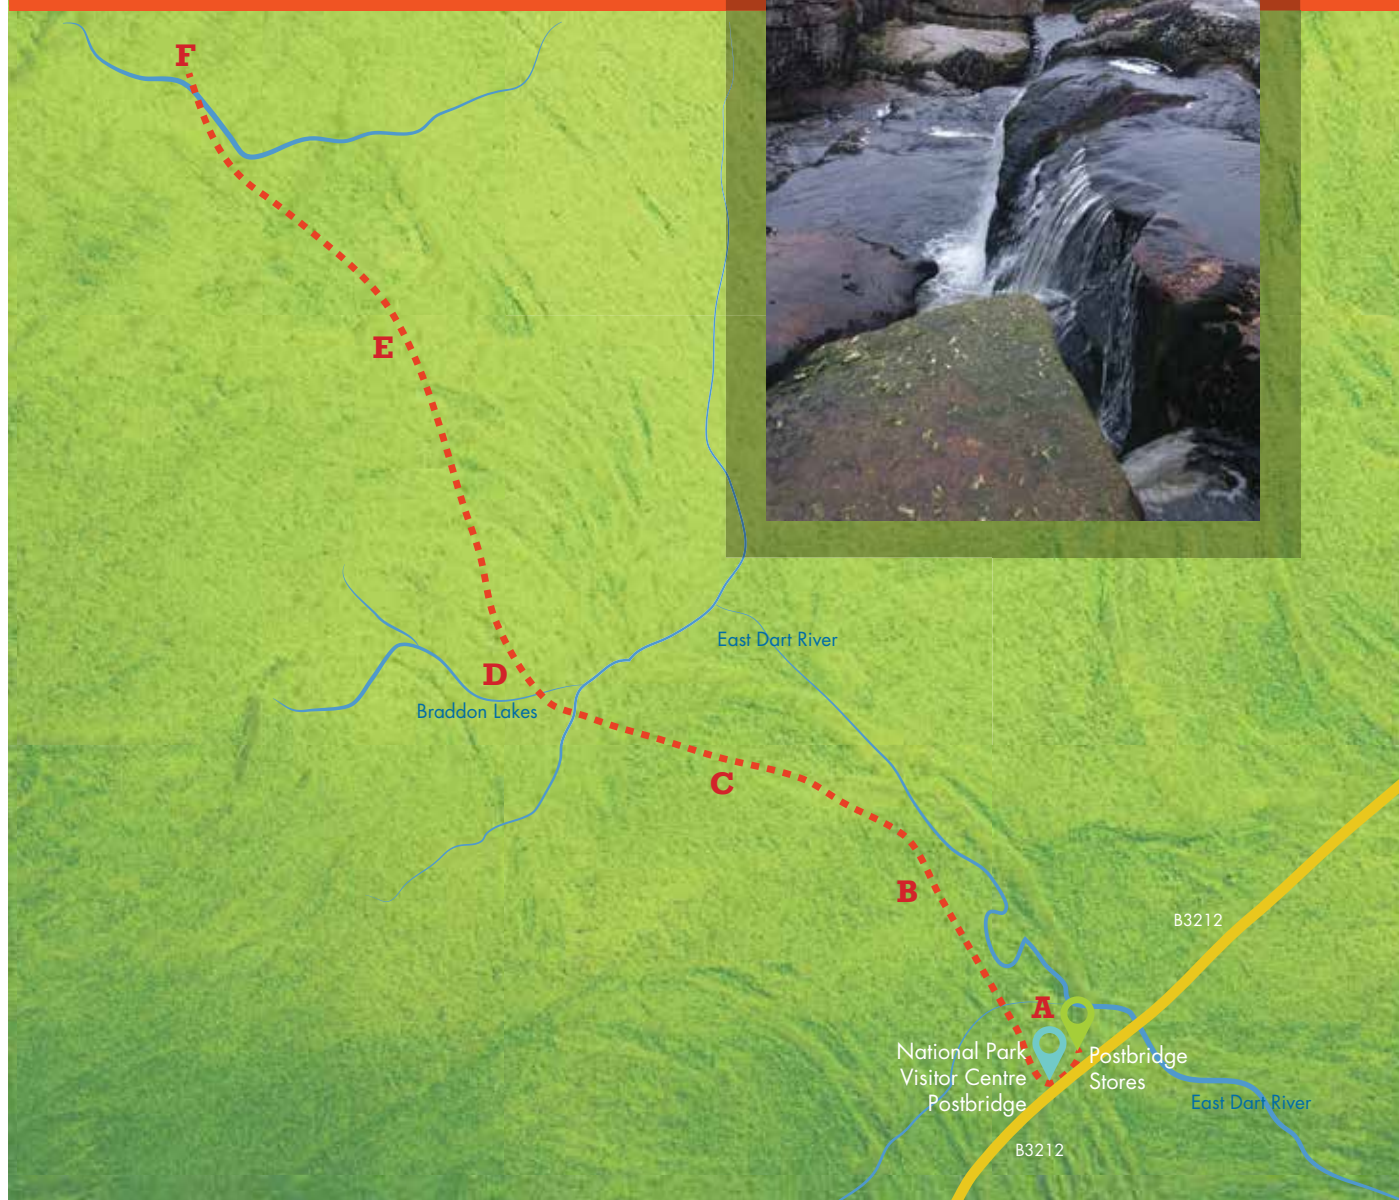 F
E
East Dart River
D
Braddon Lakes
C
B
B3212
A
National Park
Visitor Centre
Postbridge
Postbridge
Stores
East Dart River
B3212